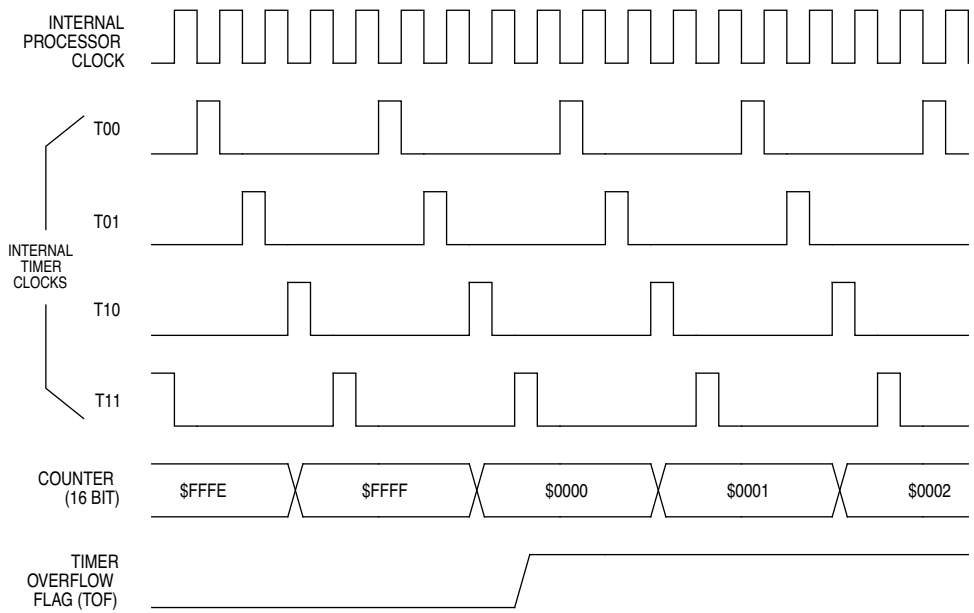 INTERNAL
PROCESSOR
CLOCK
T00
T01
INTERNAL
TIMER
CLOCKS
T10
T11
COUNTER
(16 BIT)
$FFFE
$FFFF
$0000
$0001
$0002
TIMER
OVERFLOW
FLAG (TOF)